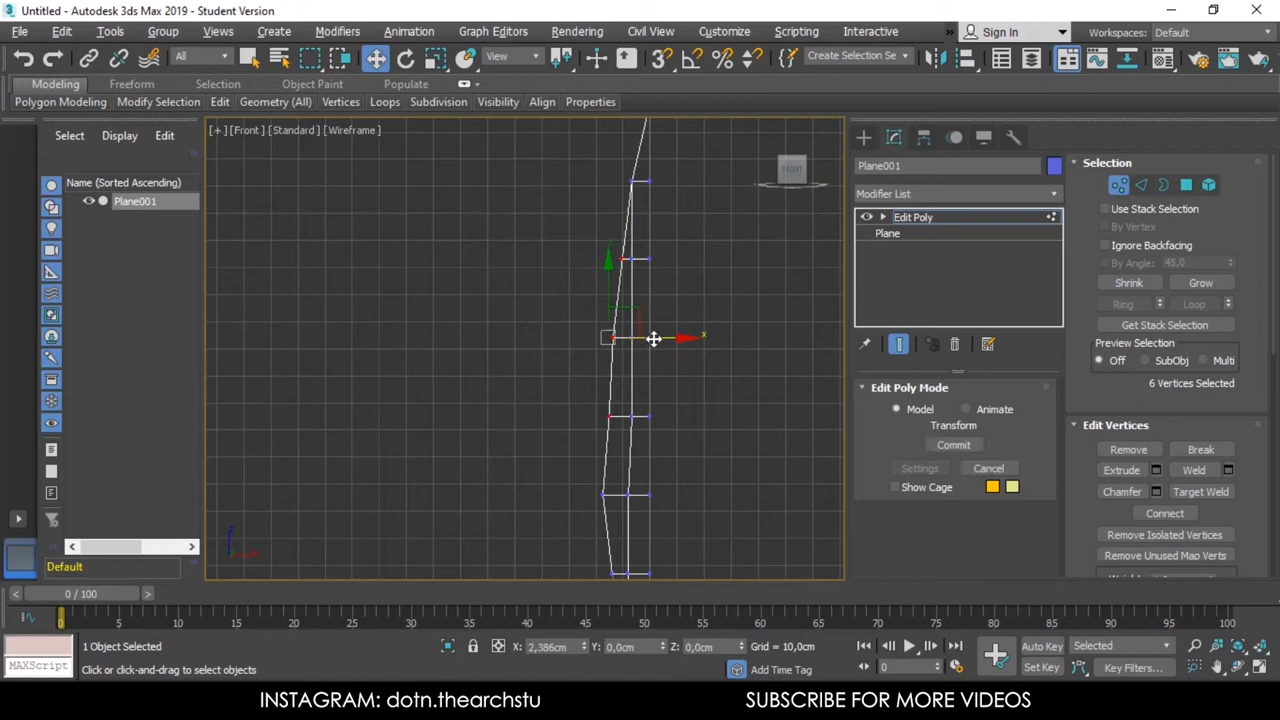 Untitled - Autodesk 3ds Max 2019 - Student Version
File Edit Tools Group Views Create Modifiers Animation Graph Editors Rendering Civil View Customize Scripting Interactive Sign In Workspaces: Default
All View Create Selection Se
Modeling Freeform Selection Object Paint Populate
Polygon Modeling Modify Selection Edit Geometry (All) Vertices Loops Subdivision Visibility Align Properties
Select Display Edit
Name (Sorted Ascending)
Plane001
Default
[+] [Front] [Standard] [Wireframe]
FRONT
x
z
Plane001
Modifier List
Edit Poly
Plane
Edit Poly Mode
Model Animate
Transform
Commit
Settings Cancel
Show Cage
Selection
Use Stack Selection
By Vertex
Ignore Backfacing
By Angle: 45,0
Shrink Grow
Ring Loop
Get Stack Selection
Preview Selection
Off SubObj Multi
6 Vertices Selected
Edit Vertices
Remove Break
Extrude Weld
Chamfer Target Weld
Connect
Remove Isolated Vertices
Remove Unused Map Verts
0 / 100
0 5 10 15 20 25 30 35 40 45 50 55 60 65 70 75 80 85 90 95 100
1 Object Selected X: 2,386cm Y: 0,0cm Z: 0,0cm Grid = 10,0cm Auto Key Selected
MAXScript Click or click-and-drag to select objects Add Time Tag 0 Set Key Key Filters...
INSTAGRAM: dotn.thearchstu SUBSCRIBE FOR MORE VIDEOS